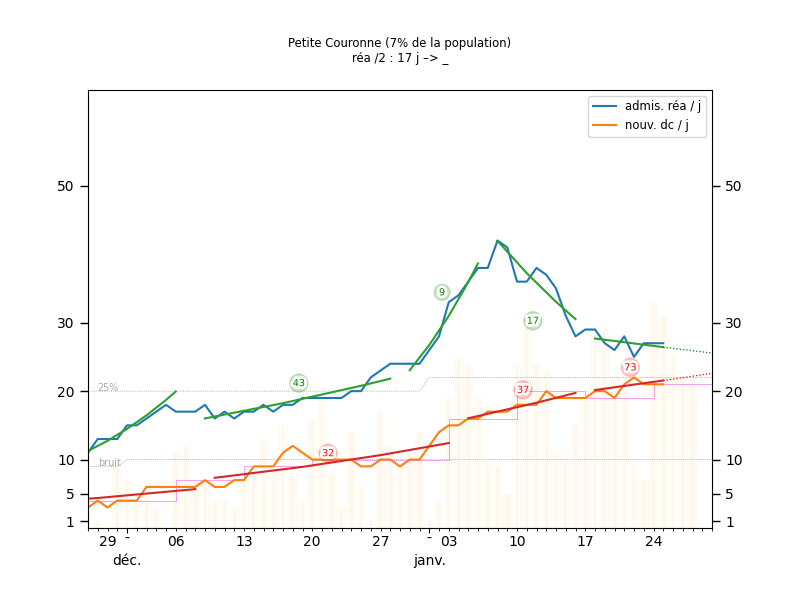 Petite Couronne (7% de la population)
réa /2 : 17 j –> _
admis. réa / j
nouv. dc / j
50 50
30 30
20 20
10 10
5 5
1 1
25%
bruit
9
17
43
73
37
32
29 - 06 13 20 27 - 03 10 17 24
déc. janv.